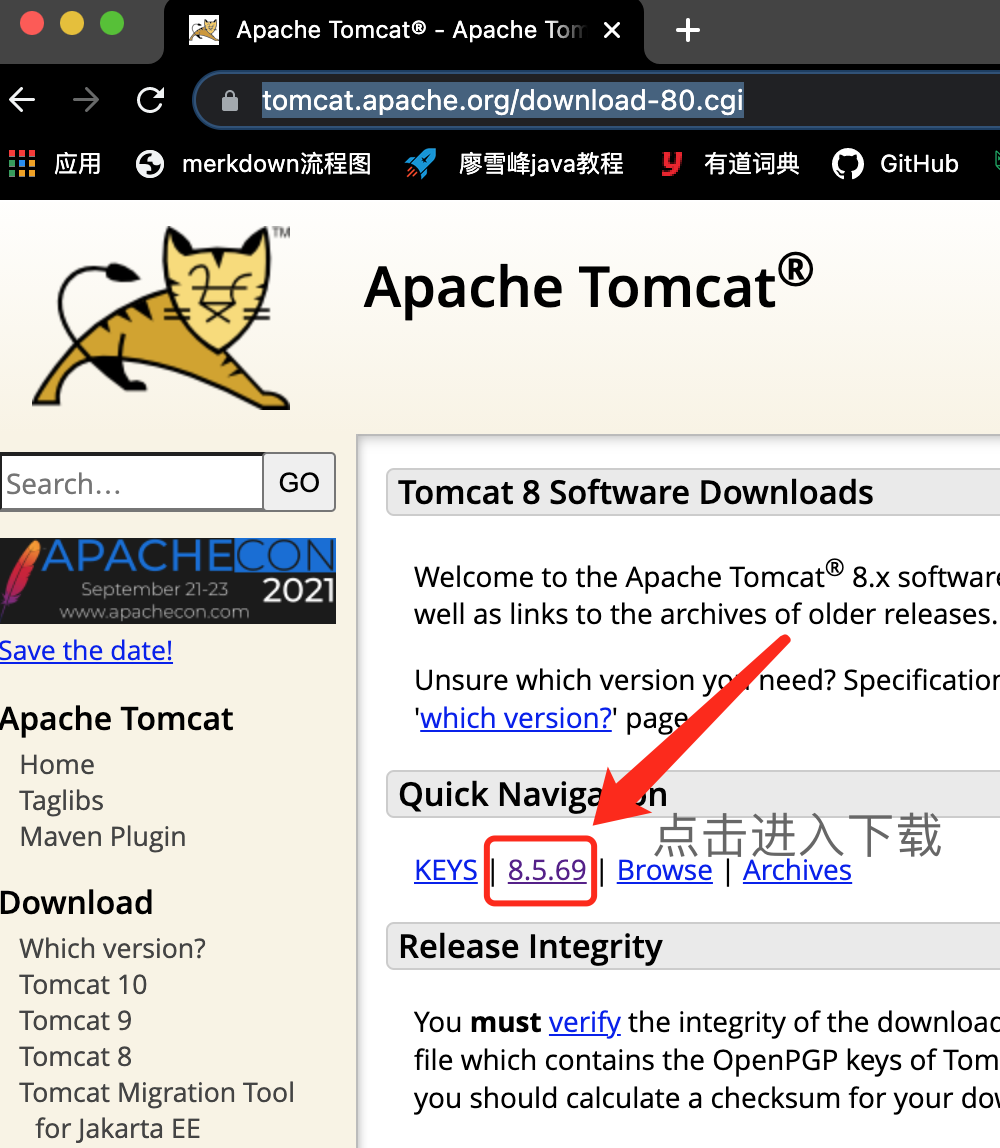 Apache Tomcat® - Apache Tom
tomcat.apache.org/download-80.cgi
应用 merkdown流程图 廖雪峰java教程 有道词典 GitHub
TM
Apache Tomcat®
Search… GO
APACHECON
September 21-23 2021
www.apachecon.com
Save the date!
Apache Tomcat
Home
Taglibs
Maven Plugin
Download
Which version?
Tomcat 10
Tomcat 9
Tomcat 8
Tomcat Migration Tool
for Jakarta EE
Tomcat 8 Software Downloads
Welcome to the Apache Tomcat® 8.x software
well as links to the archives of older releases.
Unsure which version you need? Specification
'which version?' page
Quick Navigation
点击进入下载
KEYS | 8.5.69 | Browse | Archives
Release Integrity
You must verify the integrity of the download
file which contains the OpenPGP keys of Tom
you should calculate a checksum for your dow